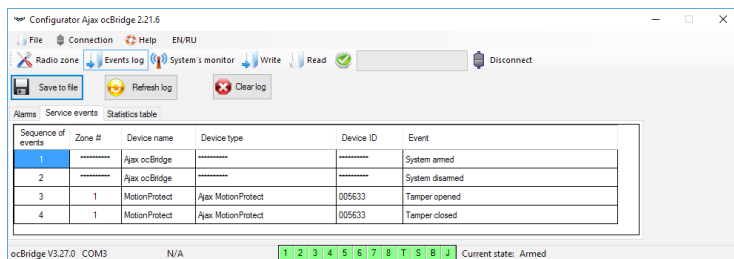 Configurator Ajax ocBridge 2.21.6
File Connection Help EN/RU
Radio zone Events log System's monitor Write Read Disconnect
Save to file Refresh log Clear log
Alarms Service events Statistics table
Sequence of events Zone # Device name Device type Device ID Event
1 ********** Ajax ocBridge ********** ********** System armed
2 ********** Ajax ocBridge ********** ********** System disarmed
3 1 MotionProtect Ajax MotionProtect 005633 Tamper opened
4 1 MotionProtect Ajax MotionProtect 005633 Tamper closed
ocBridge V3.27.0 COM3 N/A 1 2 3 4 5 6 7 8 T S B J Current state: Armed